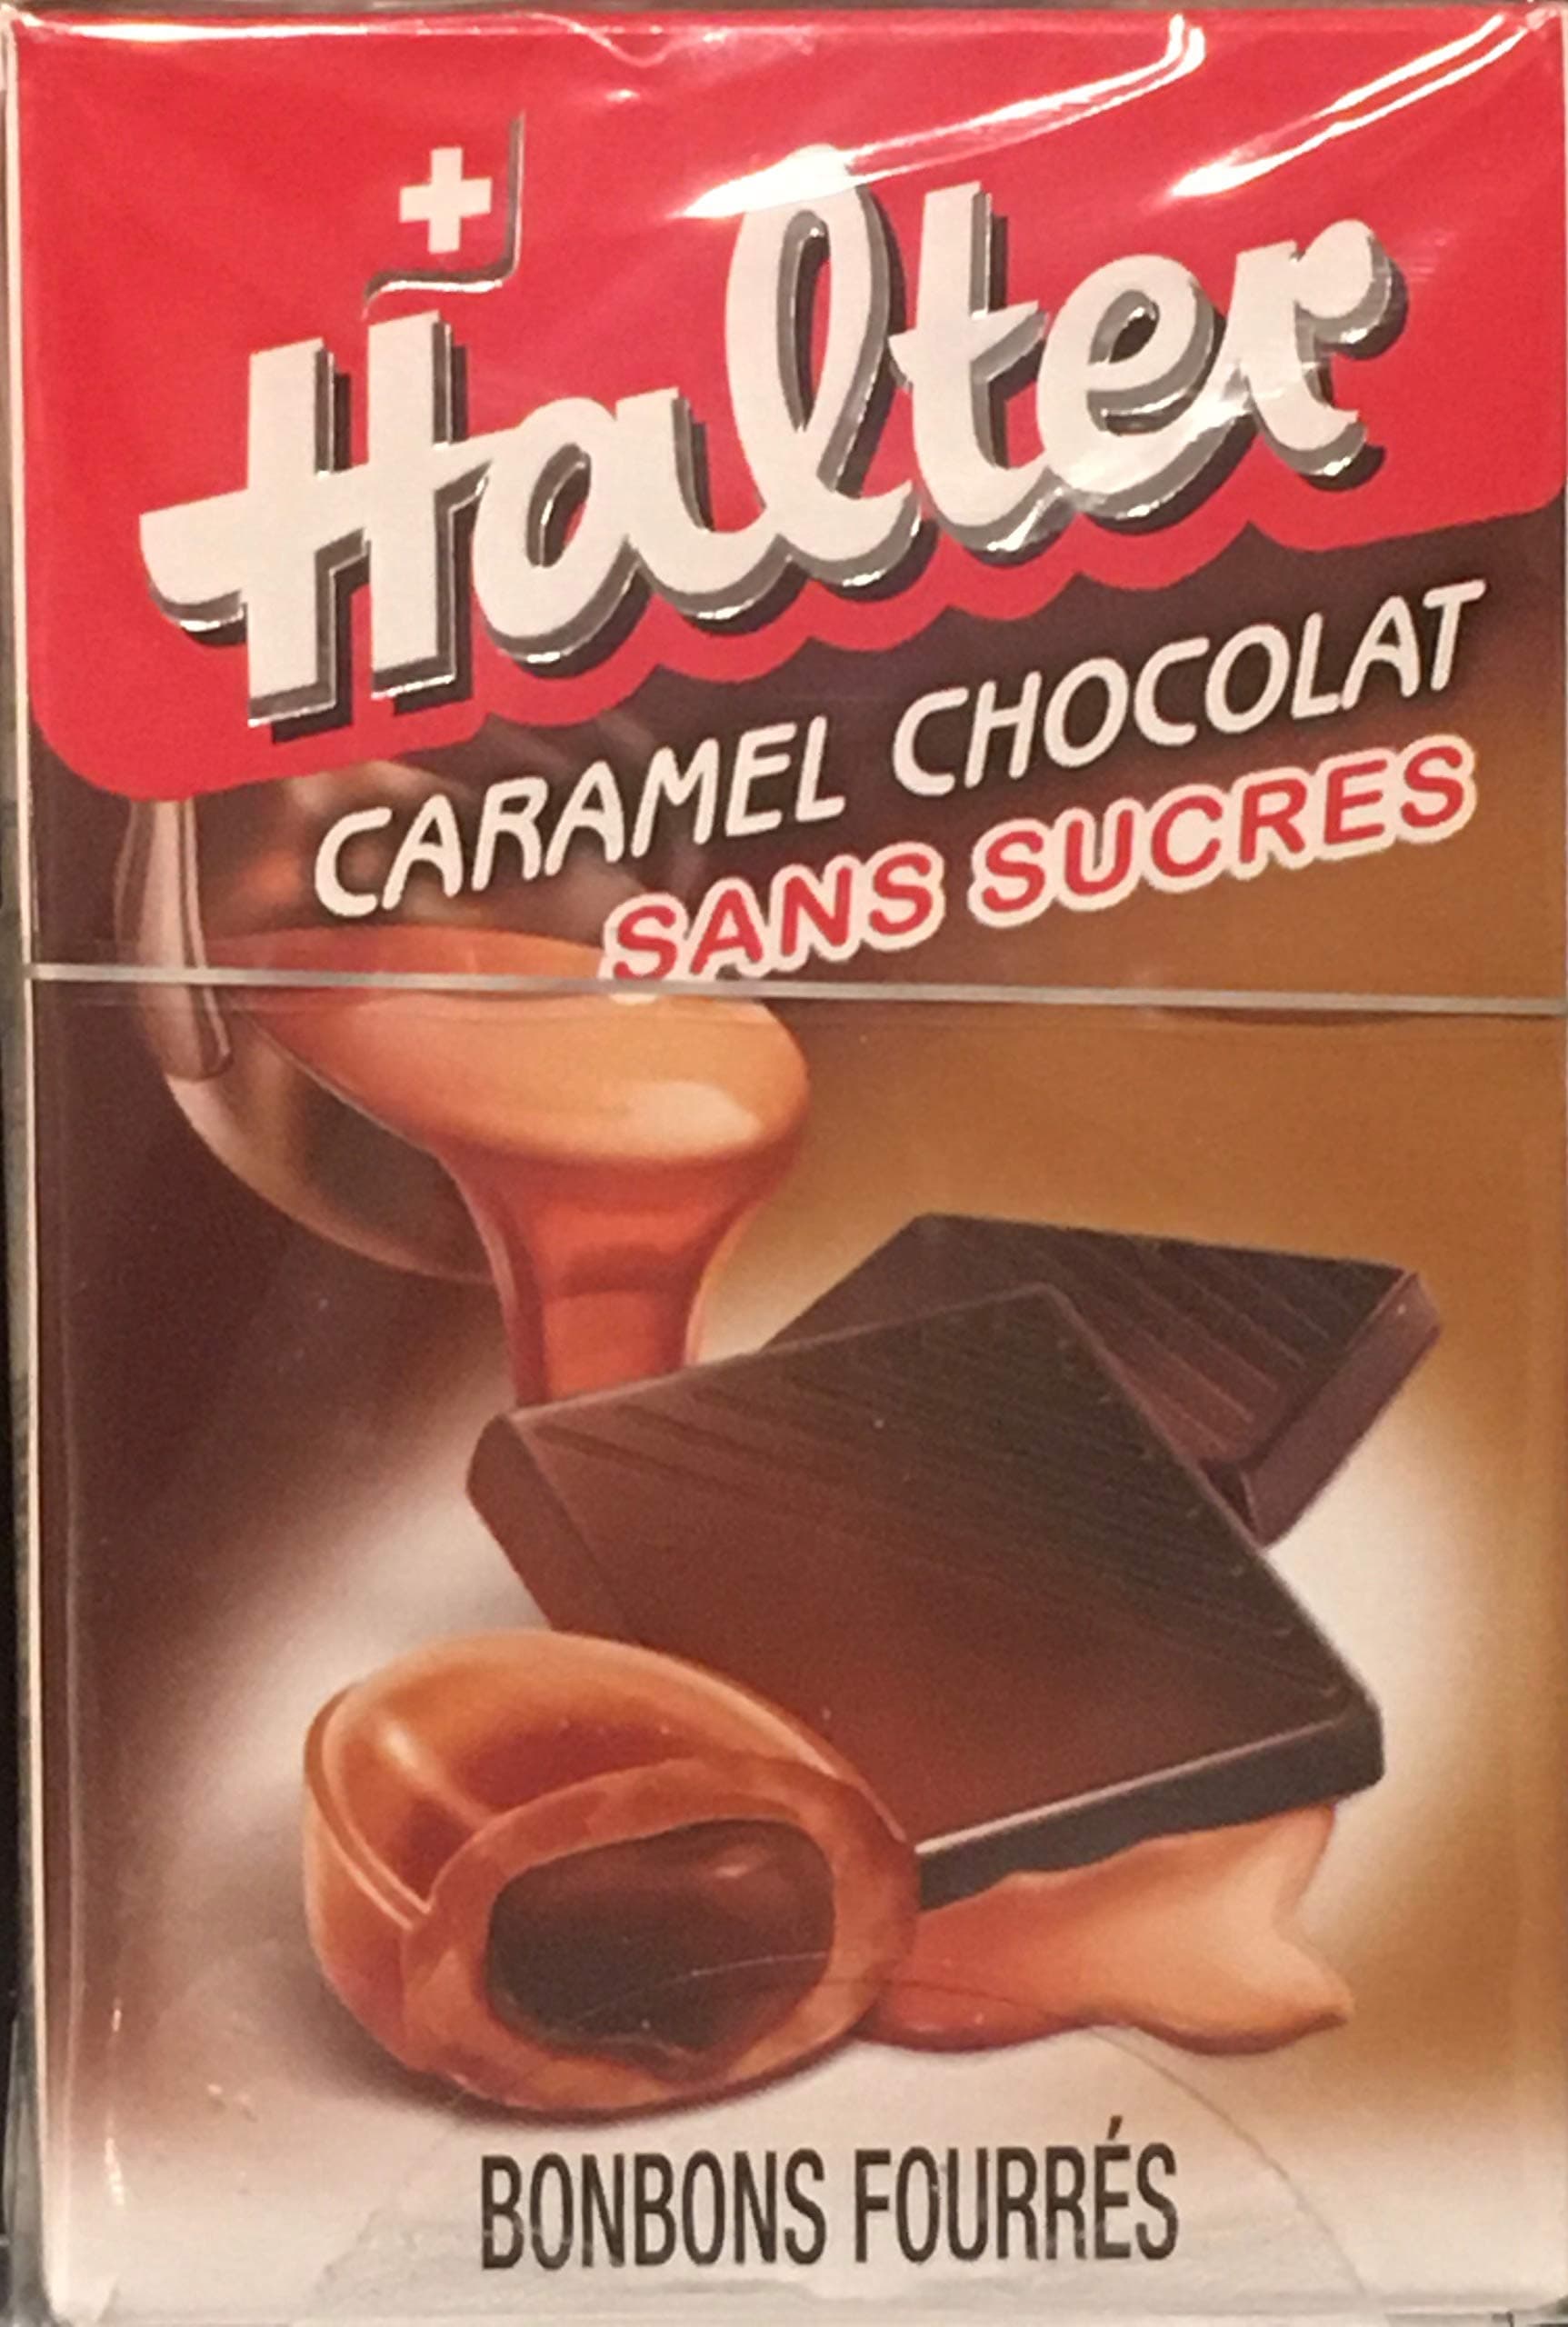 Halter
CARAMEL CHOCOLAT
SANS SUCRES
BONBONS FOURRÉS